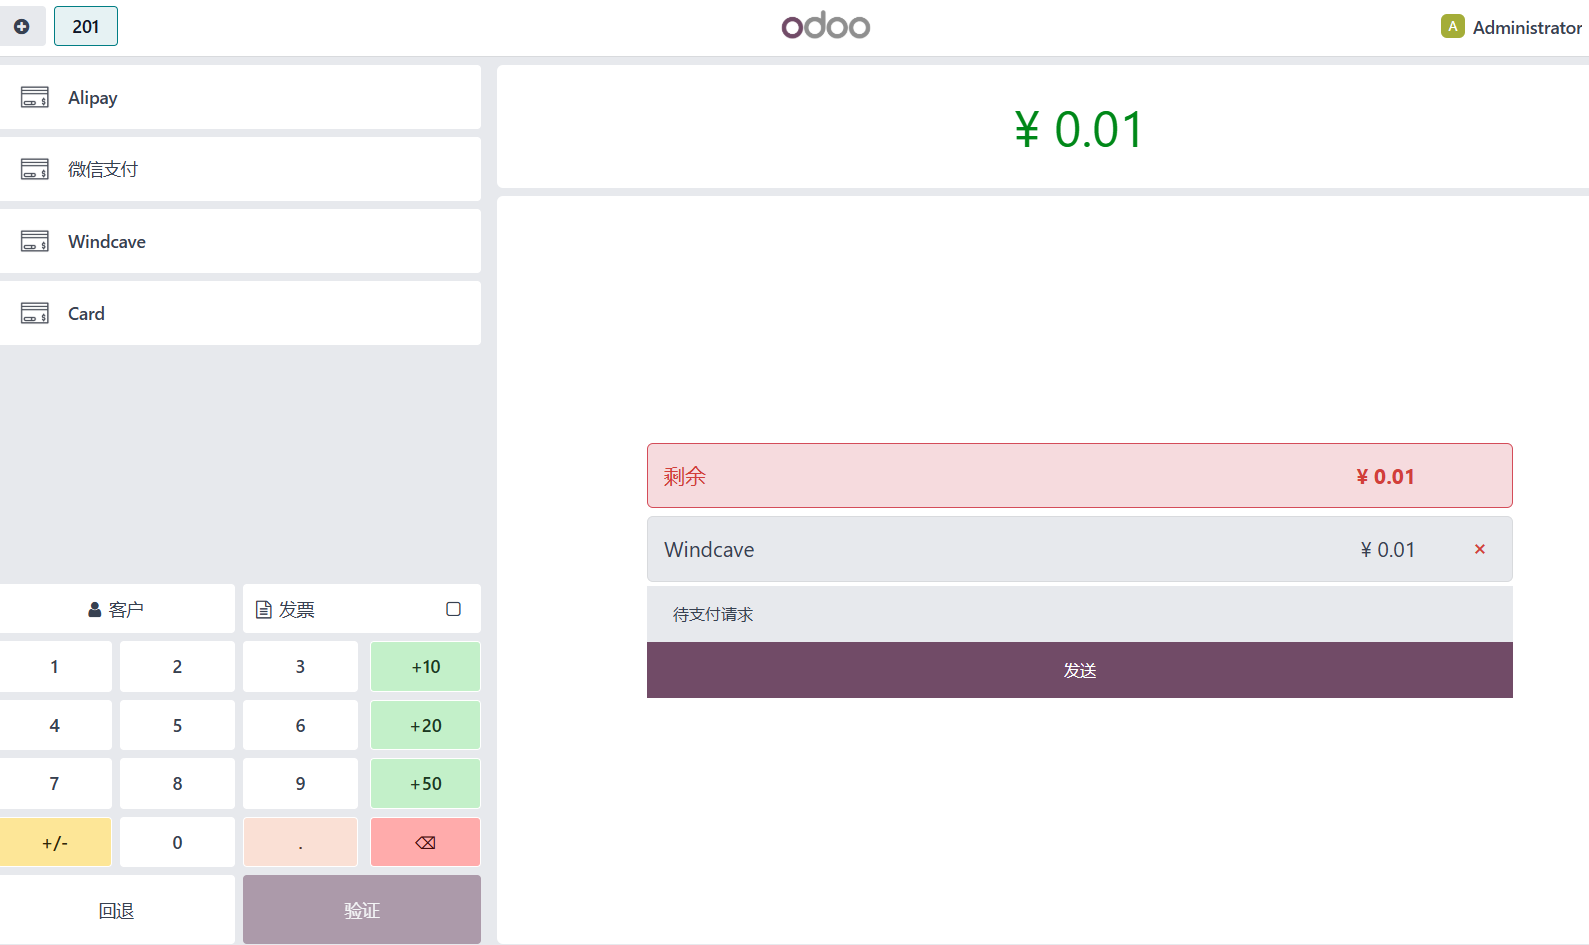 201
odoo
A Administrator
Alipay
微信支付
Windcave
Card
¥ 0.01
剩余 ¥ 0.01
Windcave ¥ 0.01 ×
待支付请求
发送
客户 发票
1 2 3 +10
4 5 6 +20
7 8 9 +50
+/- 0 . ⌫
回退 验证